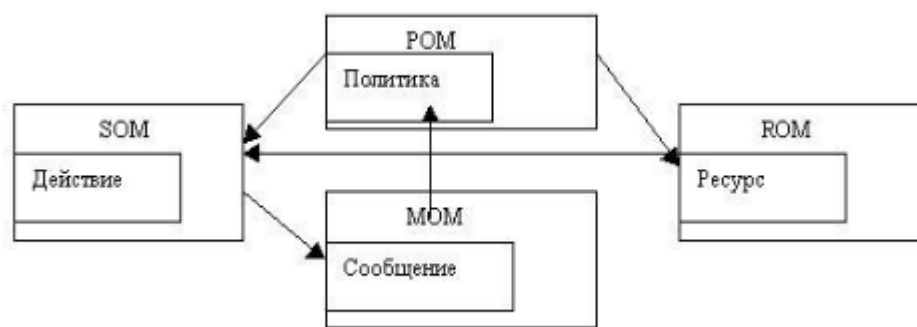 POM
Политика
SOM
Действие
ROM
Ресурс
MOM
Сообщение